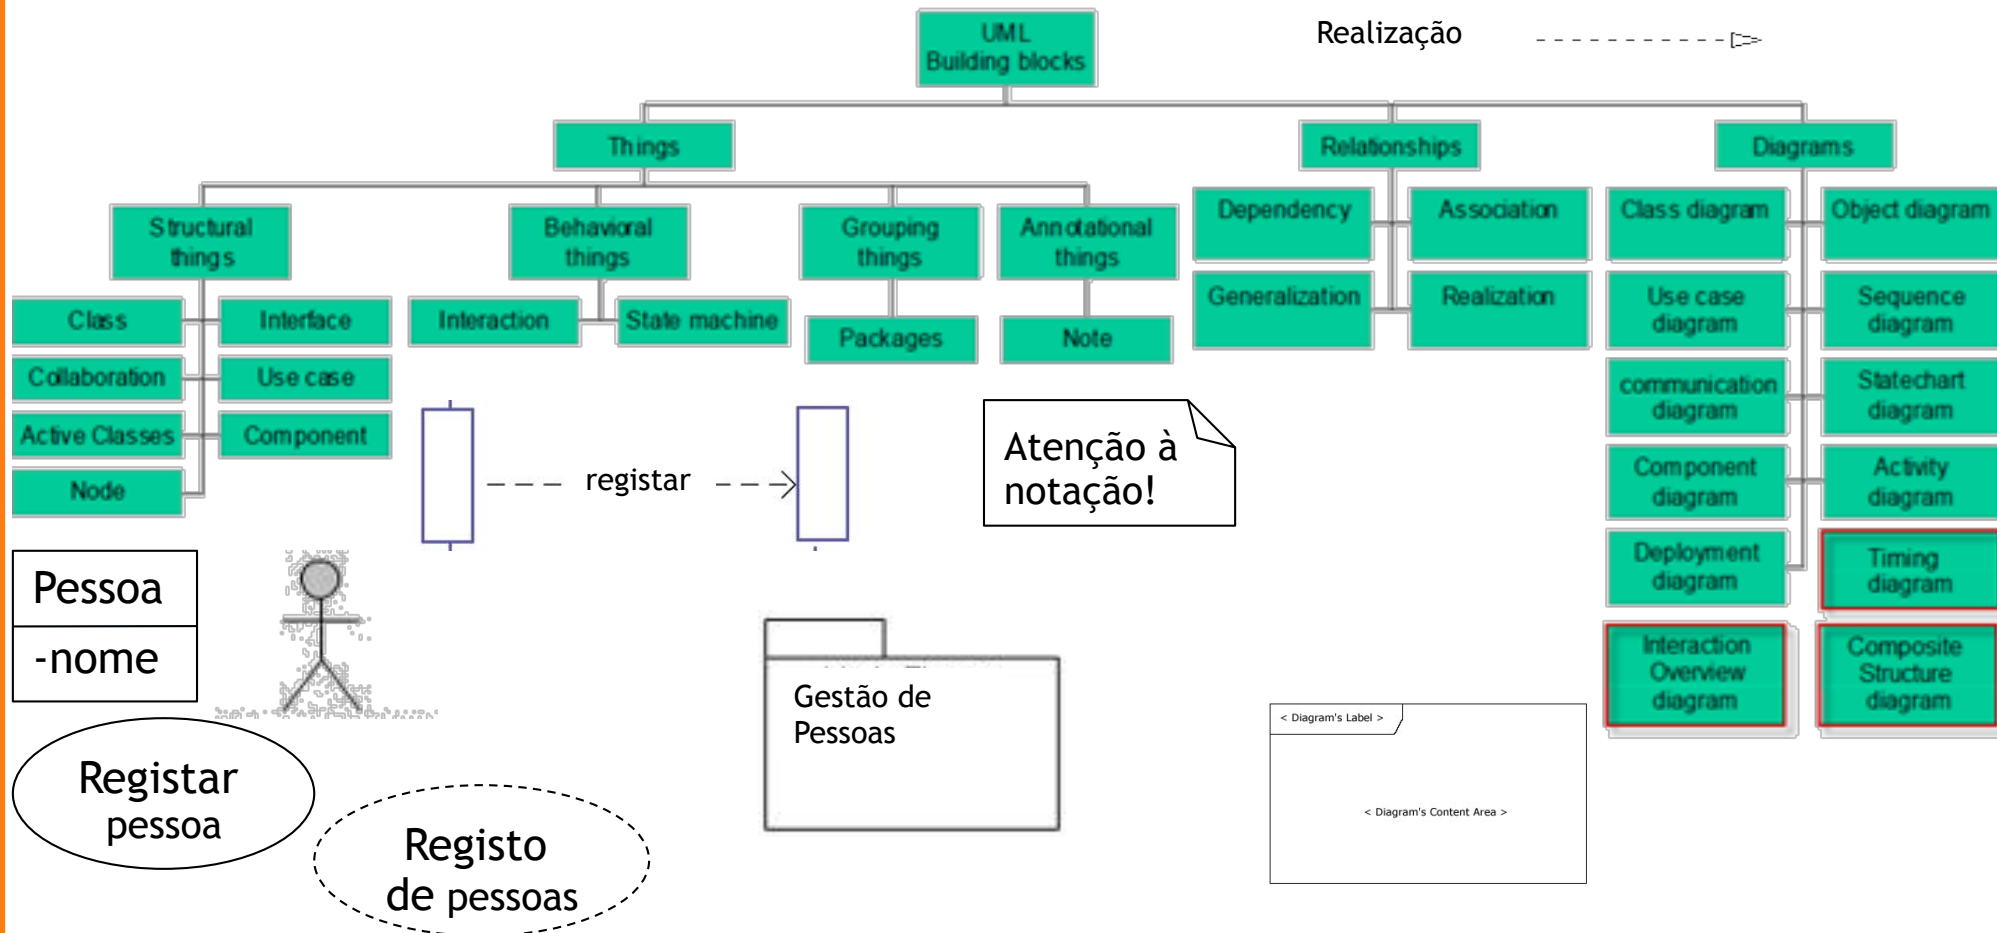 UML
Building blocks
Realização
Things
Relationships
Diagrams
Structural
things
Behavioral
things
Grouping
things
Annotational
things
Dependency
Association
Class diagram
Object diagram
Class
Interface
Interaction
State machine
Packages
Note
Generalization
Realization
Use case
diagram
Sequence
diagram
Collaboration
Use case
communication
diagram
Statechart
diagram
Active Classes
Component
Component
diagram
Activity
diagram
Node
registar
Atenção à
notação!
Deployment
diagram
Timing
diagram
Pessoa
-nome
Interaction
Overview
diagram
Composite
Structure
diagram
Gestão de
Pessoas
< Diagram's Label >
< Diagram's Content Area >
Registar
pessoa
Registo
de pessoas